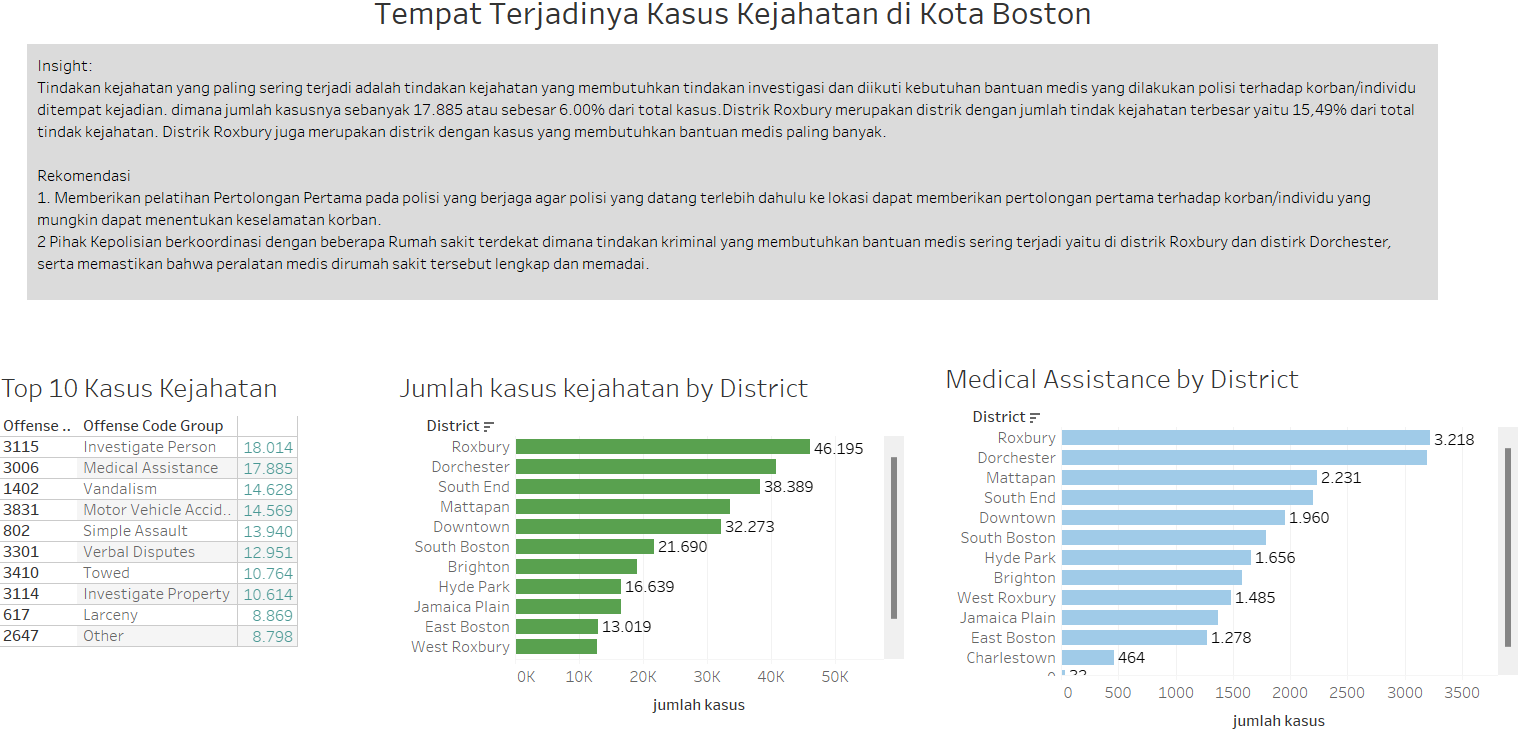 Tempat Terjadinya Kasus Kejahatan di Kota Boston
Insight:
Tindakan kejahatan yang paling sering terjadi adalah tindakan kejahatan yang membutuhkan tindakan investigasi dan diikuti kebutuhan bantuan medis yang dilakukan polisi terhadap korban/individu
ditempat kejadian. dimana jumlah kasusnya sebanyak 17.885 atau sebesar 6.00% dari total kasus.Distrik Roxbury merupakan distrik dengan jumlah tindak kejahatan terbesar yaitu 15,49% dari total
tindak kejahatan. Distrik Roxbury juga merupakan distrik dengan kasus yang membutuhkan bantuan medis paling banyak.
Rekomendasi
1. Memberikan pelatihan Pertolongan Pertama pada polisi yang berjaga agar polisi yang datang terlebih dahulu ke lokasi dapat memberikan pertolongan pertama terhadap korban/individu yang
mungkin dapat menentukan keselamatan korban.
2 Pihak Kepolisian berkoordinasi dengan beberapa Rumah sakit terdekat dimana tindakan kriminal yang membutuhkan bantuan medis sering terjadi yaitu di distrik Roxbury dan distirk Dorchester,
serta memastikan bahwa peralatan medis dirumah sakit tersebut lengkap dan memadai.
Top 10 Kasus Kejahatan
Offense .. Offense Code Group
3115 Investigate Person 18.014
3006 Medical Assistance 17.885
1402 Vandalism 14.628
3831 Motor Vehicle Accid.. 14.569
802 Simple Assault 13.940
3301 Verbal Disputes 12.951
3410 Towed 10.764
3114 Investigate Property 10.614
617 Larceny 8.869
2647 Other 8.798
Jumlah kasus kejahatan by District
District
Roxbury 46.195
Dorchester
South End 38.389
Mattapan
Downtown 32.273
South Boston 21.690
Brighton
Hyde Park 16.639
Jamaica Plain
East Boston 13.019
West Roxbury
0K 10K 20K 30K 40K 50K
jumlah kasus
Medical Assistance by District
District
Roxbury 3.218
Dorchester
Mattapan 2.231
South End
Downtown 1.960
South Boston
Hyde Park 1.656
Brighton
West Roxbury 1.485
Jamaica Plain
East Boston 1.278
Charlestown 464
0 500 1000 1500 2000 2500 3000 3500
jumlah kasus